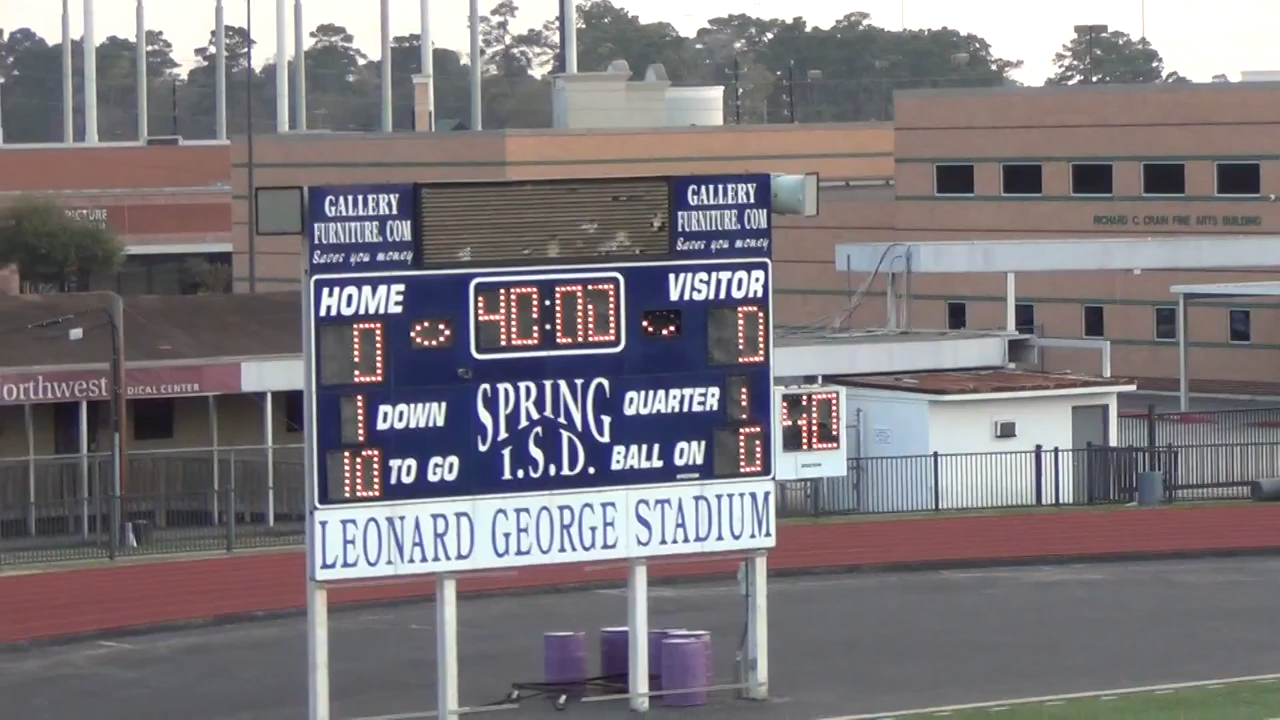 GALLERY
FURNITURE.COM
Saves you money
GALLERY
FURNITURE.COM
Saves you money
HOME
40:00
VISITOR
0
0
1 DOWN
SPRING
I.S.D.
QUARTER 1
10 TO GO
BALL ON 0
40
LEONARD GEORGE STADIUM
RICHARD C. CRAIN FINE ARTS BUILDING
orthwest
DICAL CENTER
PICTURE